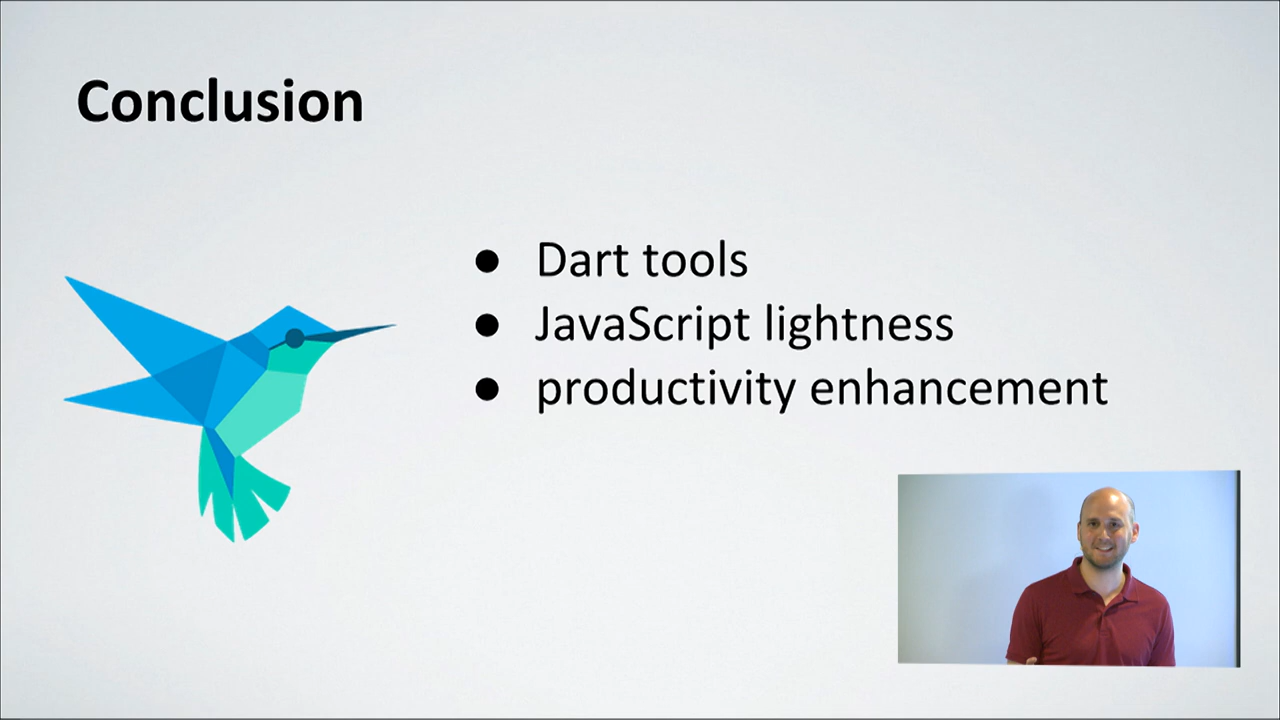 Conclusion
● Dart tools
● JavaScript lightness
● productivity enhancement